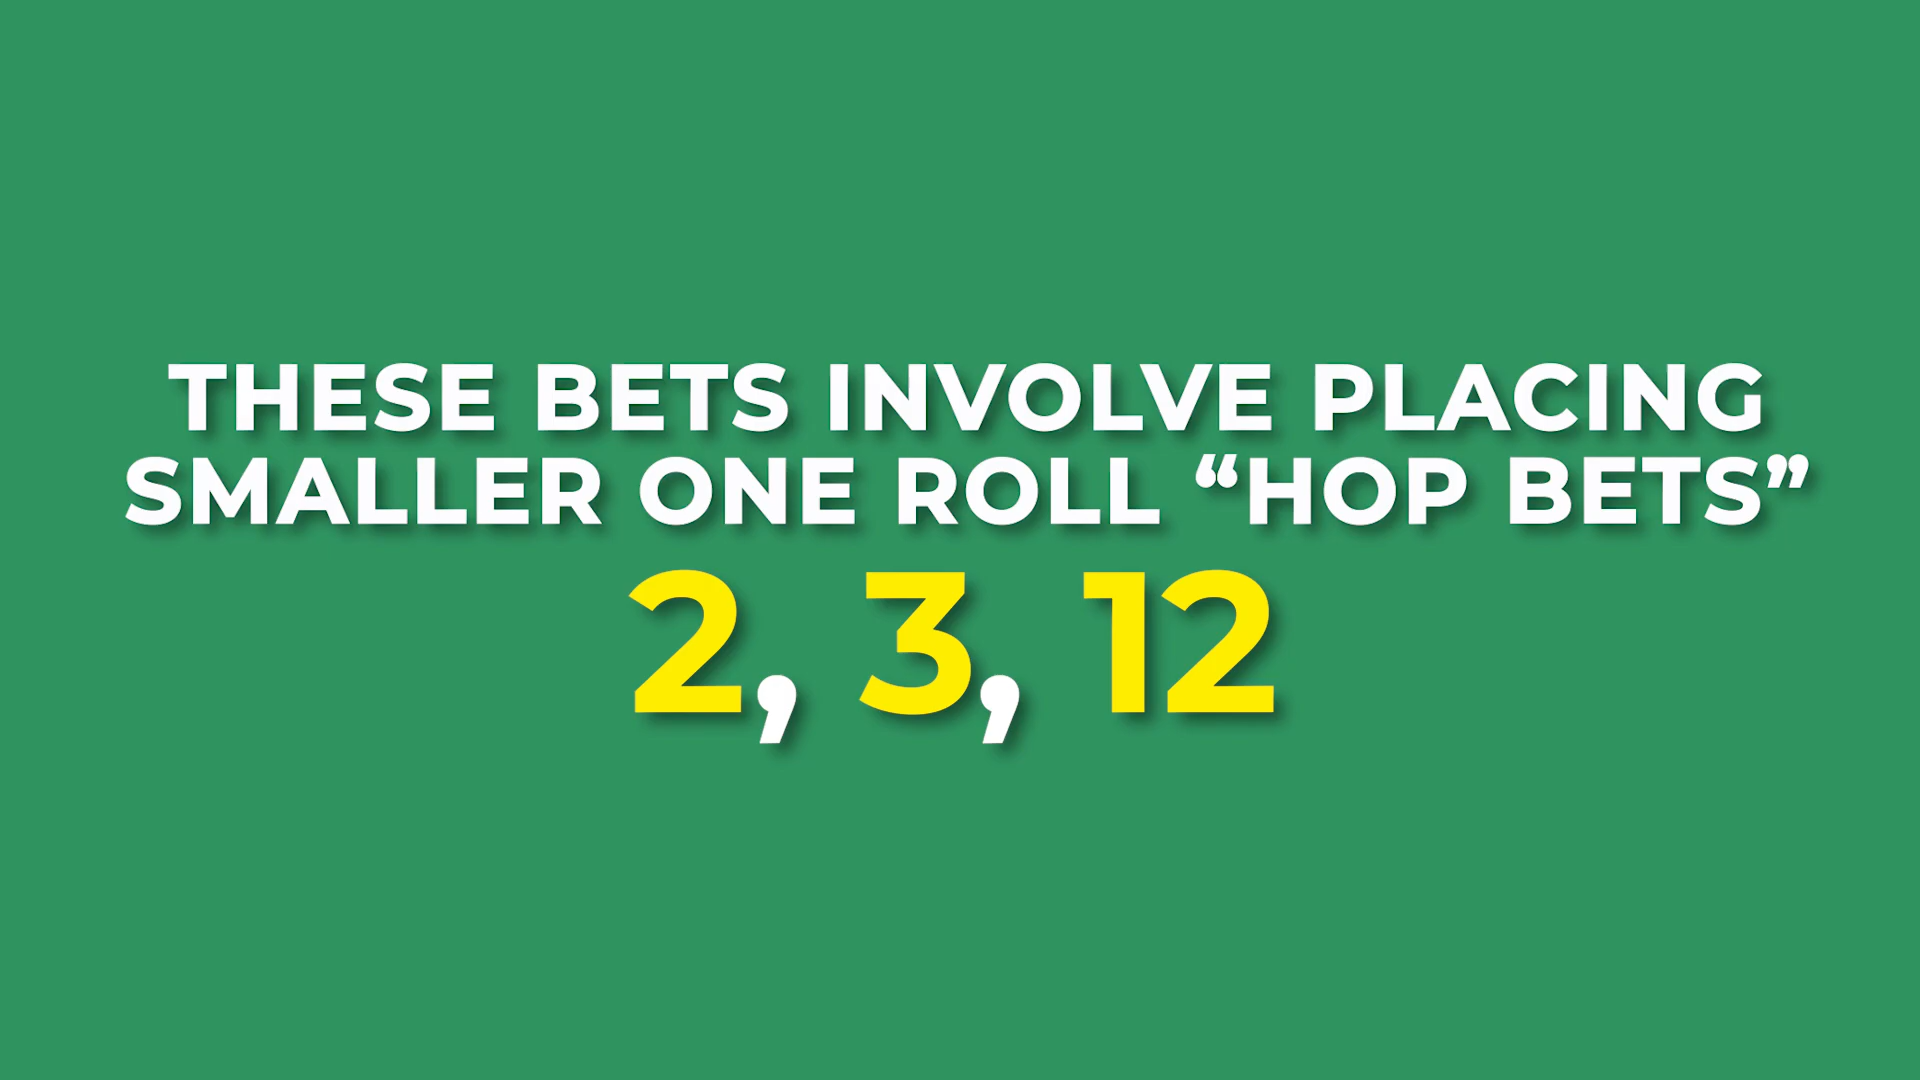 THESE BETS INVOLVE PLACING
SMALLER ONE ROLL “HOP BETS”
2, 3, 12